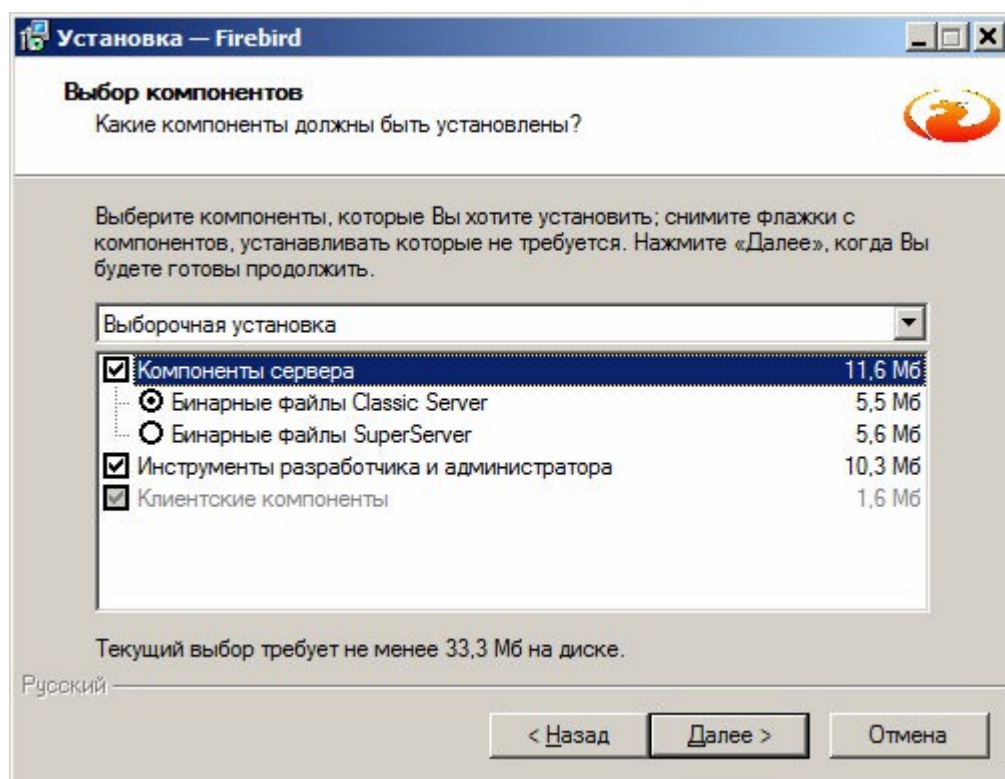 Установка — Firebird
Выбор компонентов
Какие компоненты должны быть установлены?
Выберите компоненты, которые Вы хотите установить; снимите флажки с
компонентов, устанавливать которые не требуется. Нажмите «Далее», когда Вы
будете готовы продолжить.
Выборочная установка
Компоненты сервера 11,6 Мб
Бинарные файлы Classic Server 5,5 Мб
Бинарные файлы SuperServer 5,6 Мб
Инструменты разработчика и администратора 10,3 Мб
Клиентские компоненты 1,6 Мб
Текущий выбор требует не менее 33,3 Мб на диске.
Русский
< Назад Далее > Отмена